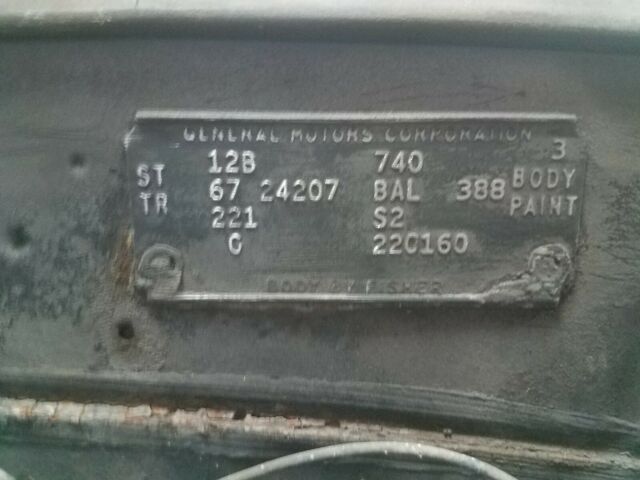 GENERAL MOTORS CORPORATION 3
12B 740
ST 67 24207 BAL 388 BODY
TR 221 S2 PAINT
G 22C160
BODY BY FISHER